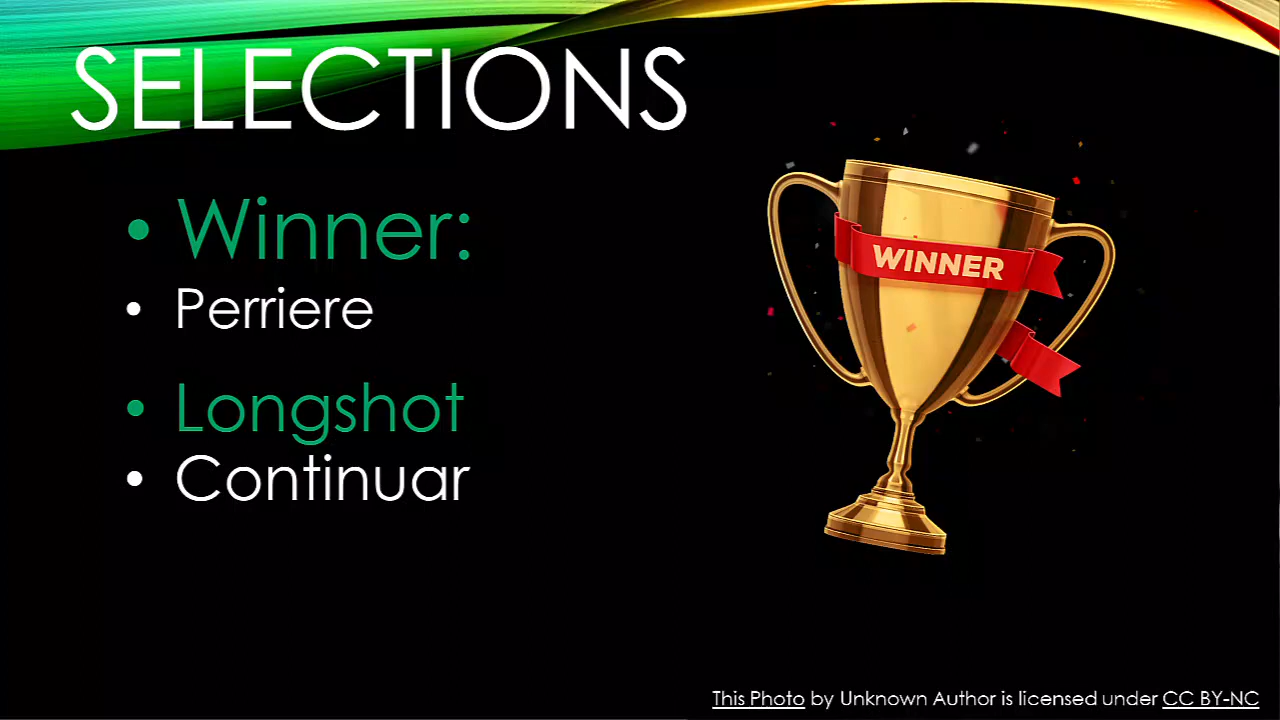 SELECTIONS
• Winner:
• Perriere
• Longshot
• Continuar
WINNER
This Photo by Unknown Author is licensed under CC BY-NC